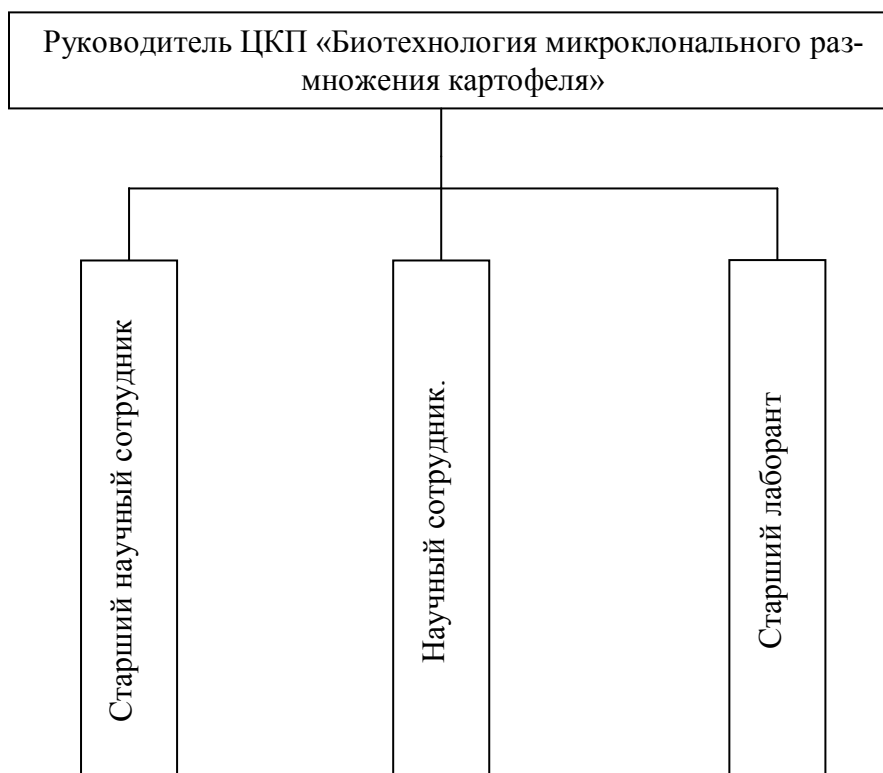 Руководитель ЦКП «Биотехнология микроклонального раз-
множения картофеля»
Старший научный сотрудник
Научный сотрудник.
Старший лаборант